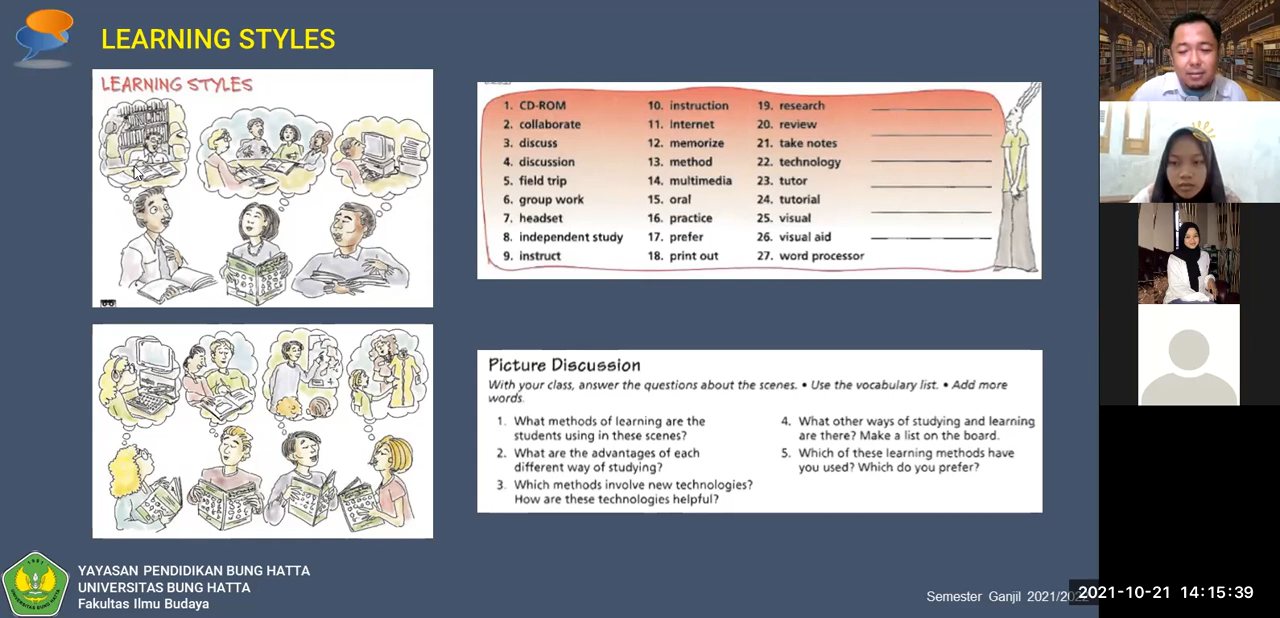 LEARNING STYLES
LEARNING STYLES
1. CD-ROM
2. collaborate
3. discuss
4. discussion
5. field trip
6. group work
7. headset
8. independent study
9. instruct
10. instruction
11. Internet
12. memorize
13. method
14. multimedia
15. oral
16. practice
17. prefer
18. print out
19. research
20. review
21. take notes
22. technology
23. tutor
24. tutorial
25. visual
26. visual aid
27. word processor
Picture Discussion
With your class, answer the questions about the scenes. • Use the vocabulary list. • Add more
words.
1. What methods of learning are the
students using in these scenes?
2. What are the advantages of each
different way of studying?
3. Which methods involve new technologies?
How are these technologies helpful?
4. What other ways of studying and learning
are there? Make a list on the board.
5. Which of these learning methods have
you used? Which do you prefer?
YAYASAN PENDIDIKAN BUNG HATTA
UNIVERSITAS BUNG HATTA
Fakultas Ilmu Budaya
Semester Ganjil 2021/
2021-10-21 14:15:39